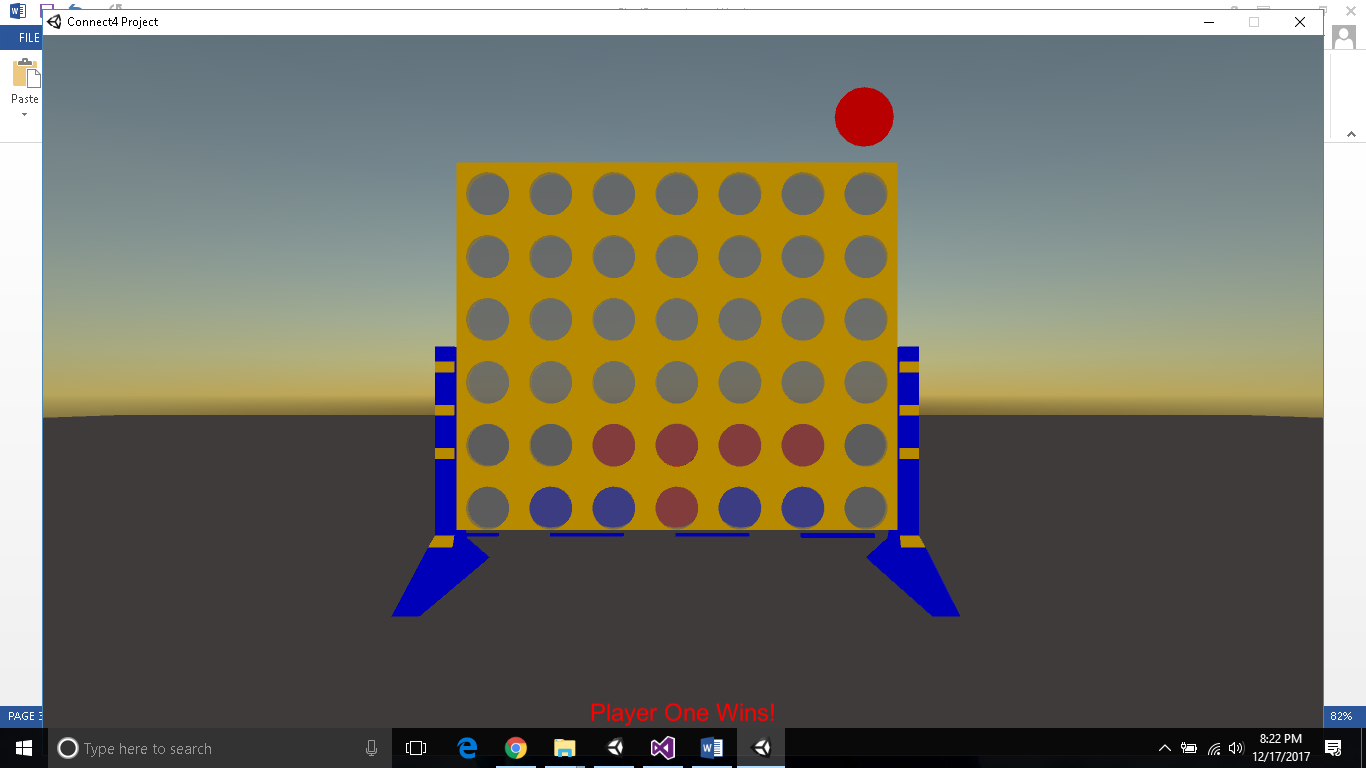 Connect4 Project
FILE
Paste
Player One Wins!
PAGE 3
82%
Type here to search
8:22 PM
12/17/2017